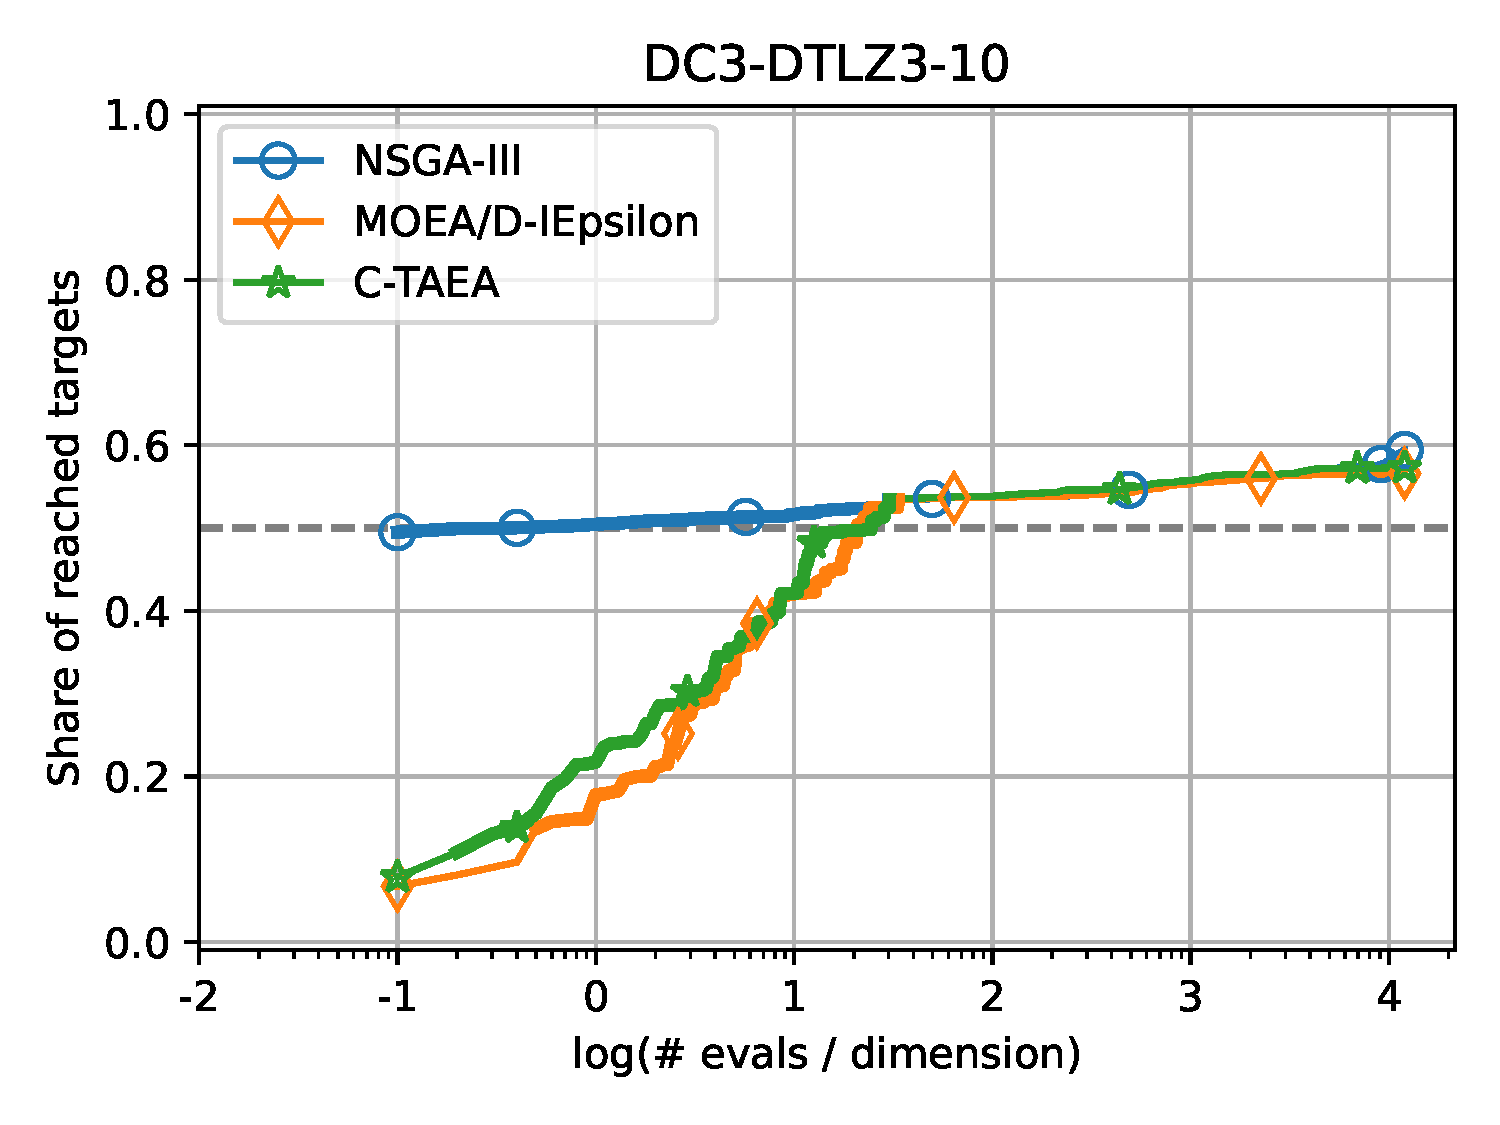 DC3-DTLZ3-10
1.0
0.8
0.6
0.4
0.2
0.0
Share of reached targets
NSGA-III
MOEA/D-IEpsilon
C-TAEA
-2 -1 0 1 2 3 4
log(# evals / dimension)